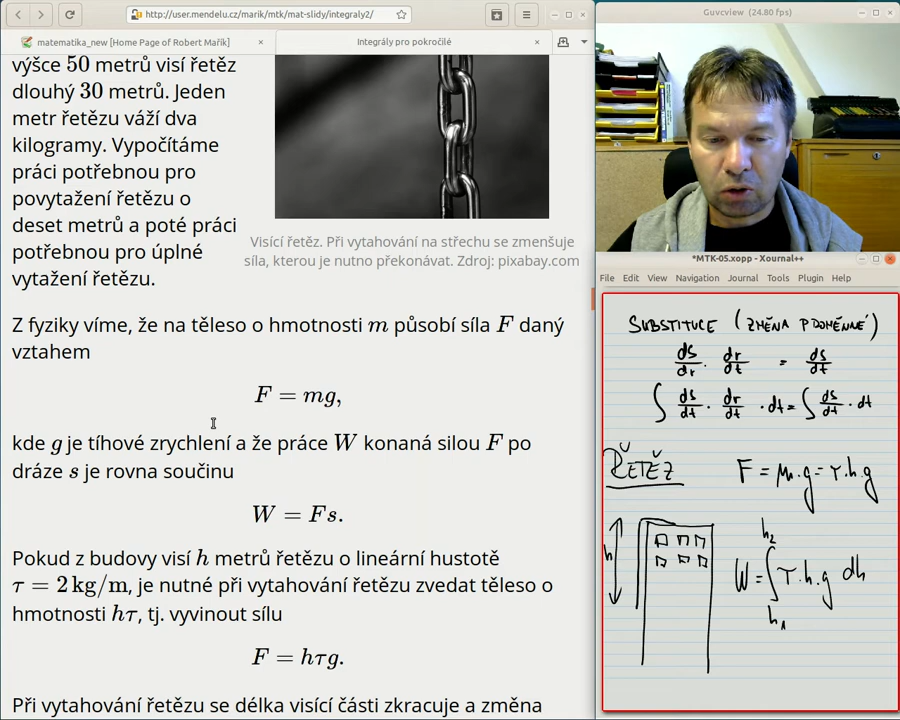 http://user.mendelu.cz/marik/mtk/mat-slidy/integraly2/
matematika_new [Home Page of Robert Mařík]
Integrály pro pokročilé
výšce 50 metrů visí řetěz
dlouhý 30 metrů. Jeden
metr řetězu váží dva
kilogramy. Vypočítáme
práci potřebnou pro
povytažení řetězu o
deset metrů a poté práci
potřebnou pro úplné
vytažení řetězu.
Visící řetěz. Při vytahování na střechu se zmenšuje
síla, kterou je nutno překonávat. Zdroj: pixabay.com
Z fyziky víme, že na těleso o hmotnosti m působí síla F daný
vztahem
F = mg,
kde g je tíhové zrychlení a že práce W konaná silou F po
dráze s je rovna součinu
W = Fs.
Pokud z budovy visí h metrů řetězu o lineární hustotě
τ = 2 kg/m, je nutné při vytahování řetězu zvedat těleso o
hmotnosti hτ, tj. vyvinout sílu
F = hτg.
Při vytahování řetězu se délka visící části zkracuje a změna
Guvcview (24.80 fps)
*MTK-05.xopp - Xournal++
File Edit View Navigation Journal Tools Plugin Help
SUBSTITUCE (ZMĚNA PROMĚNNÉ)
ds/dr · dr/dt = ds/dt
∫ ds/dt · dr/dt · dt = ∫ ds/dt · dt
ŘETĚZ
F = m.g = τ.h.g
h
W = ∫ h₁ h₂ τ.h.g dh